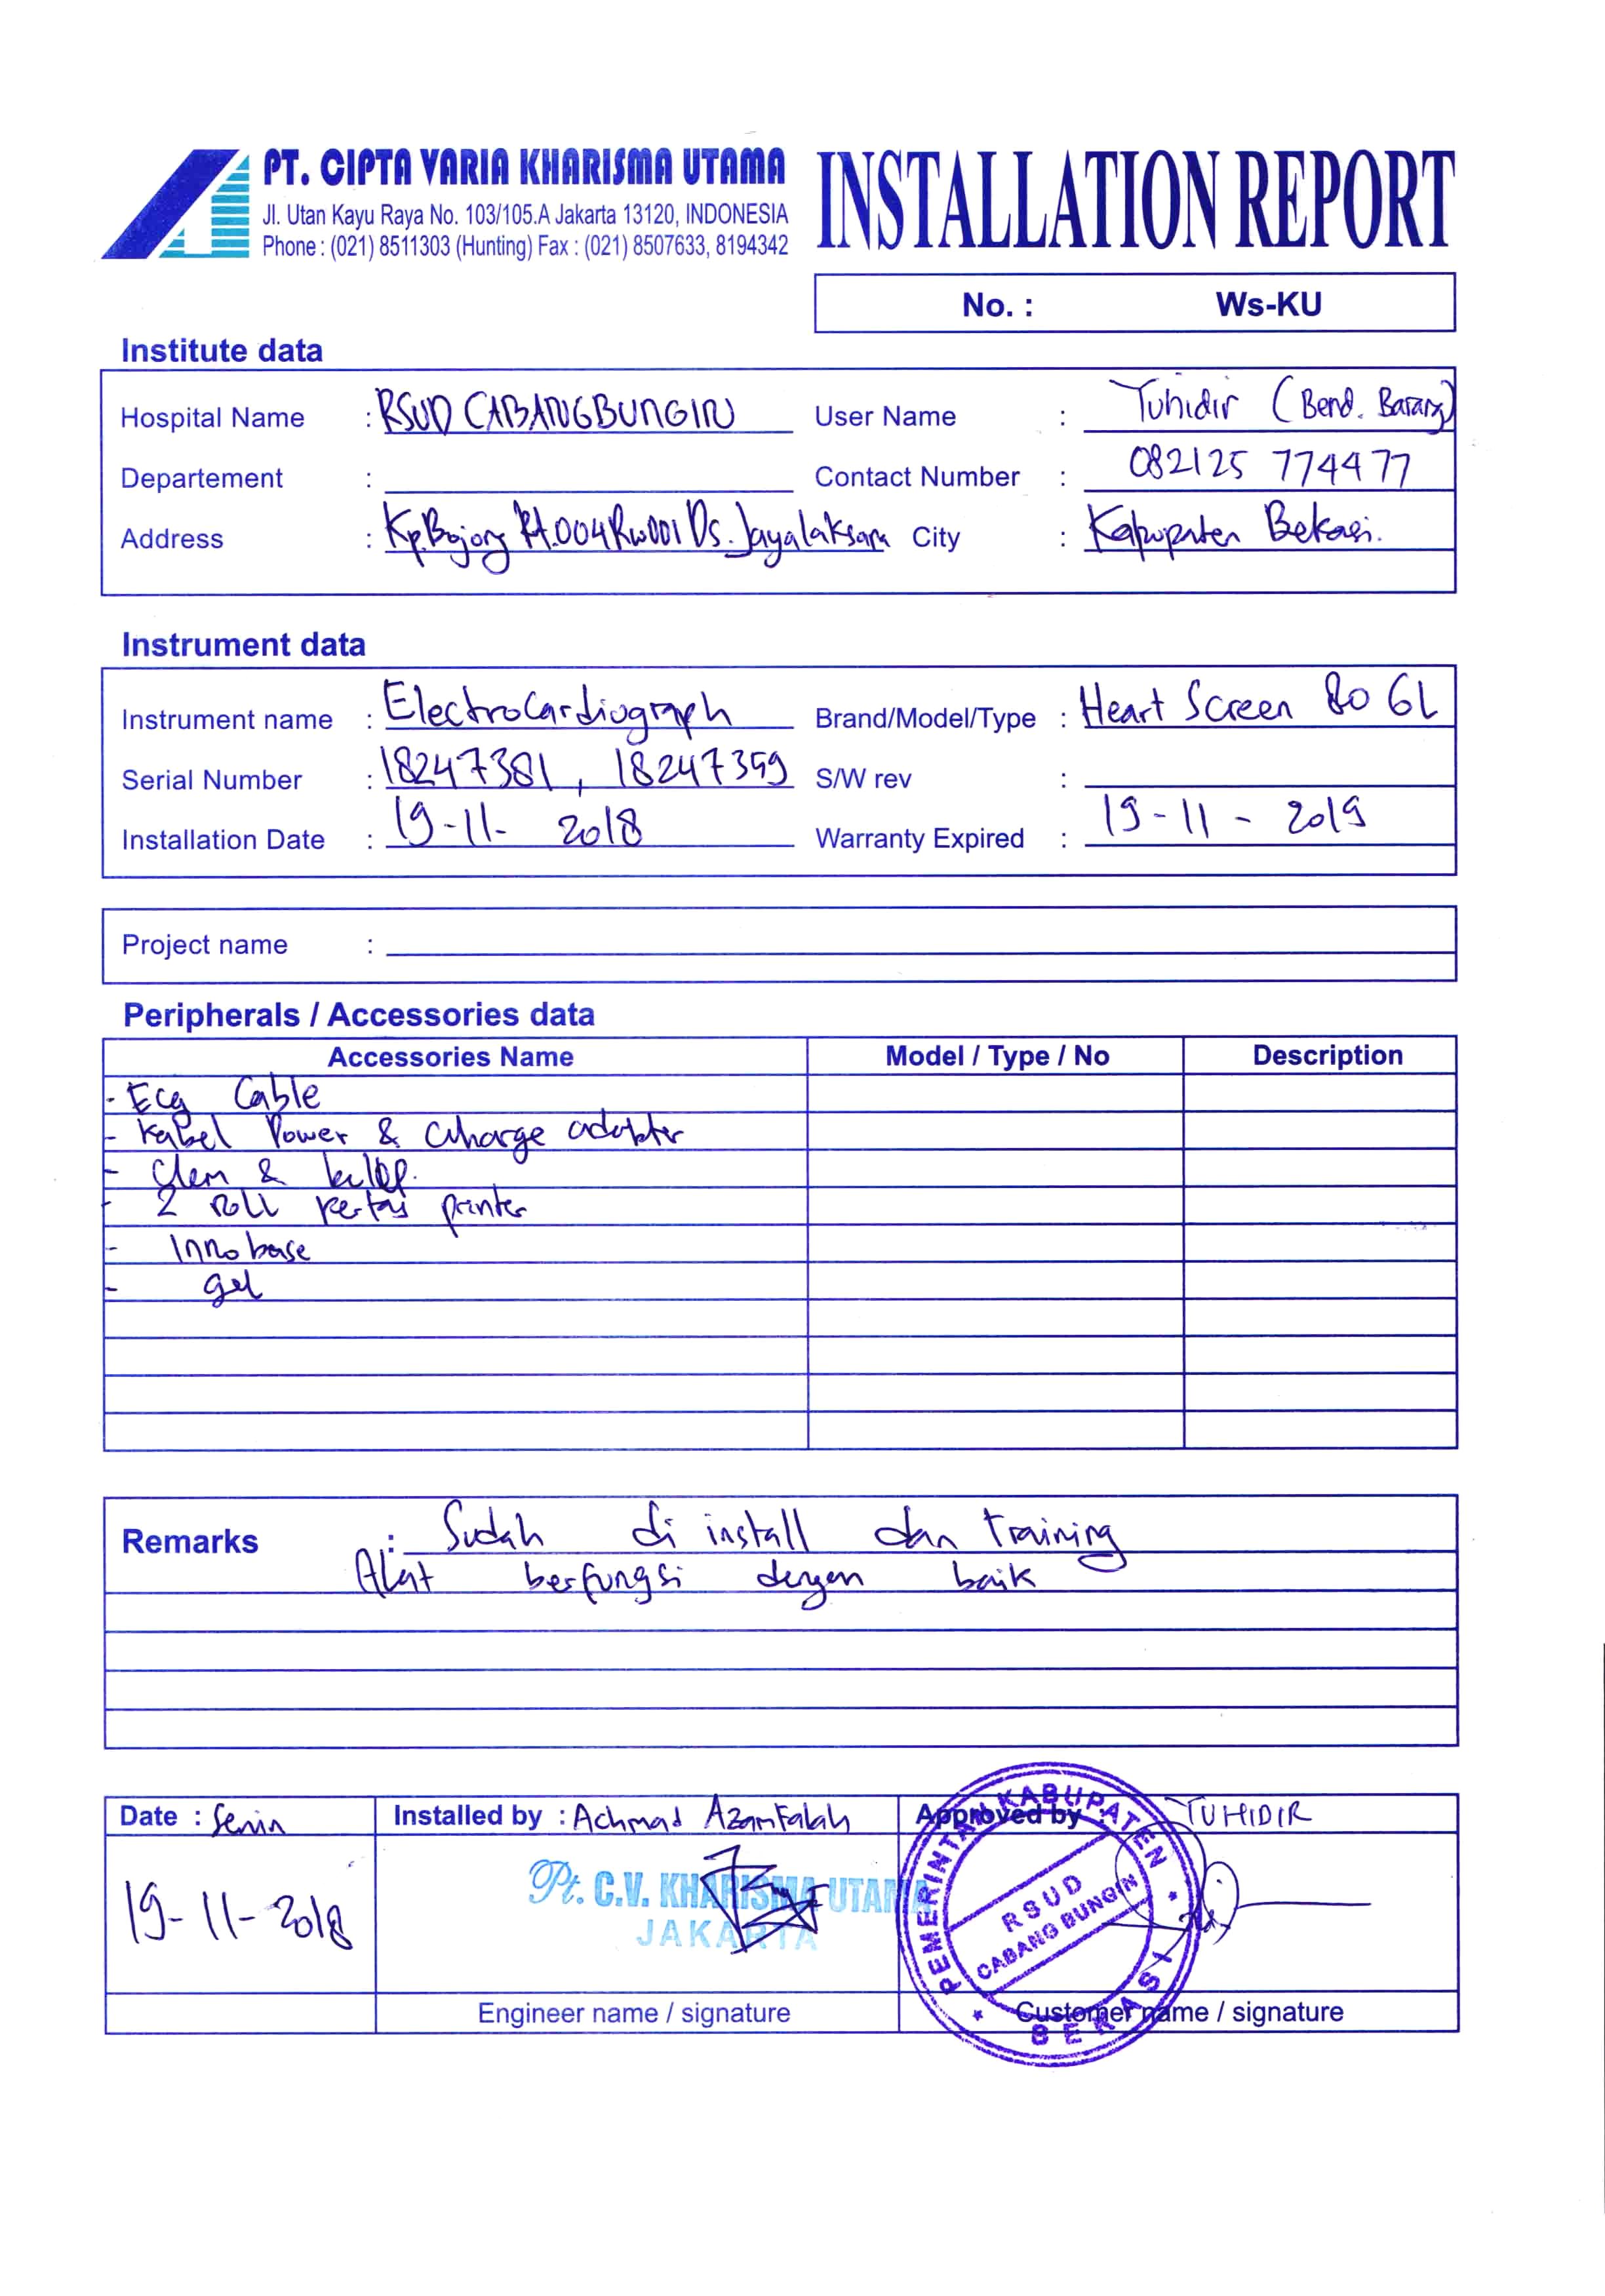 PT. CIPTA VARIA KHARISMA UTAMA
Jl. Utan Kayu Raya No. 103/105.A Jakarta 13120, INDONESIA
Phone : (021) 8511303 (Hunting) Fax : (021) 8507633, 8194342
INSTALLATION REPORT
No. : Ws-KU
Institute data
Hospital Name : RSUD CABANGBUNGIN User Name : Tuhidir (Bend. Barang)
Departement : Contact Number : 082125 774477
Address : Kp.Bojong Rt.004 Rw001 Ds. Jayalaksana City : Kabupaten Bekasi.
Instrument data
Instrument name : Electrocardiograph Brand/Model/Type : Heart Screen 80 GL
Serial Number : 18247381, 18247359 S/W rev :
Installation Date : 19-11- 2018 Warranty Expired : 19-11-2019
Project name :
Peripherals / Accessories data
Accessories Name Model / Type / No Description
- Ecg Cable
- Kabel Power & Charge adapter
- Clem &
- 2 roll kertas printer
- Innobase
- gel
Remarks : Sudah di install dan training
Alat berfungsi dengan baik
Date : Senin Installed by : Achmad Azamfalah Approved by TUHIDIR
19-11-2018
Pt. C.V. KHARISMA UTAMA
JAKARTA
PEMERINTAH KABUPATEN
RSUD
CABANG BUNGIN
BEKASI
Engineer name / signature Customer name / signature